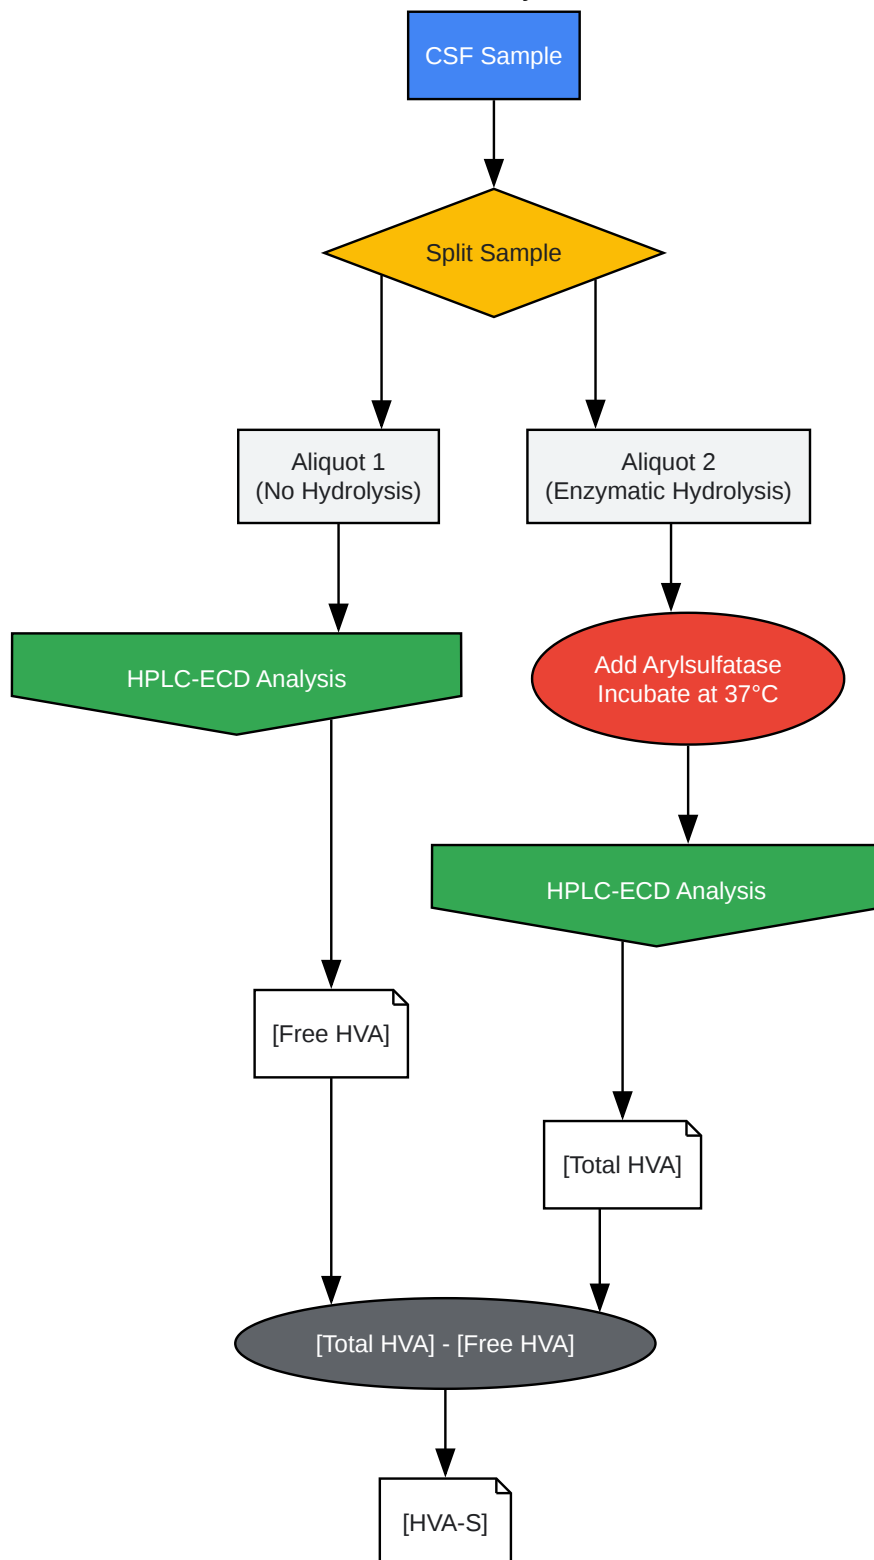 CSF Sample
Split Sample
Aliquot 1
(No Hydrolysis)
Aliquot 2
(Enzymatic Hydrolysis)
HPLC-ECD Analysis
Add Arylsulfatase
Incubate at 37°C
HPLC-ECD Analysis
[Free HVA]
[Total HVA]
[Total HVA] - [Free HVA]
[HVA-S]